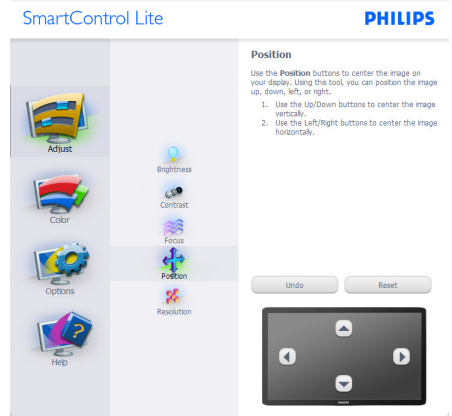 SmartControl Lite
PHILIPS
Adjust
Color
Options
Help
Brightness
Contrast
Focus
Position
Resolution
Position
Use the Position buttons to center the image on
your display. Using this tool, you can position the image
up, down, left, or right.
1. Use the Up/Down buttons to center the image
vertically.
2. Use the Left/Right buttons to center the image
horizontally.
Undo
Reset
PHILIPS